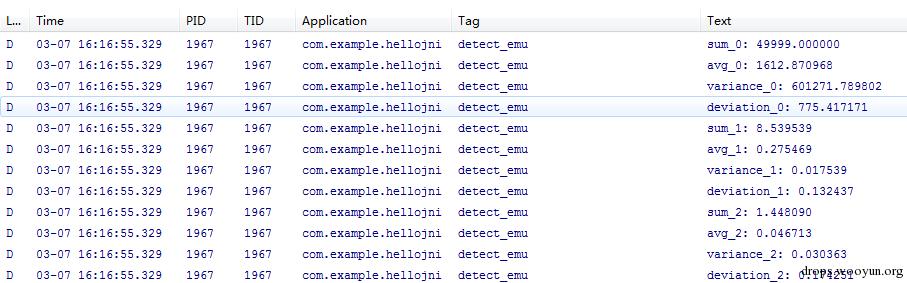 L... Time PID TID Application Tag Text
D 03-07 16:16:55.329 1967 1967 com.example.hellojni detect_emu sum_0: 49999.000000
D 03-07 16:16:55.329 1967 1967 com.example.hellojni detect_emu avg_0: 1612.870968
D 03-07 16:16:55.329 1967 1967 com.example.hellojni detect_emu variance_0: 601271.789802
D 03-07 16:16:55.329 1967 1967 com.example.hellojni detect_emu deviation_0: 775.417171
D 03-07 16:16:55.329 1967 1967 com.example.hellojni detect_emu sum_1: 8.539539
D 03-07 16:16:55.329 1967 1967 com.example.hellojni detect_emu avg_1: 0.275469
D 03-07 16:16:55.329 1967 1967 com.example.hellojni detect_emu variance_1: 0.017539
D 03-07 16:16:55.329 1967 1967 com.example.hellojni detect_emu deviation_1: 0.132437
D 03-07 16:16:55.329 1967 1967 com.example.hellojni detect_emu sum_2: 1.448090
D 03-07 16:16:55.329 1967 1967 com.example.hellojni detect_emu avg_2: 0.046713
D 03-07 16:16:55.329 1967 1967 com.example.hellojni detect_emu variance_2: 0.030363
D 03-07 16:16:55.329 1967 1967 com.example.hellojni detect_emu deviation_2: 0.174251
drops.wooyun.org